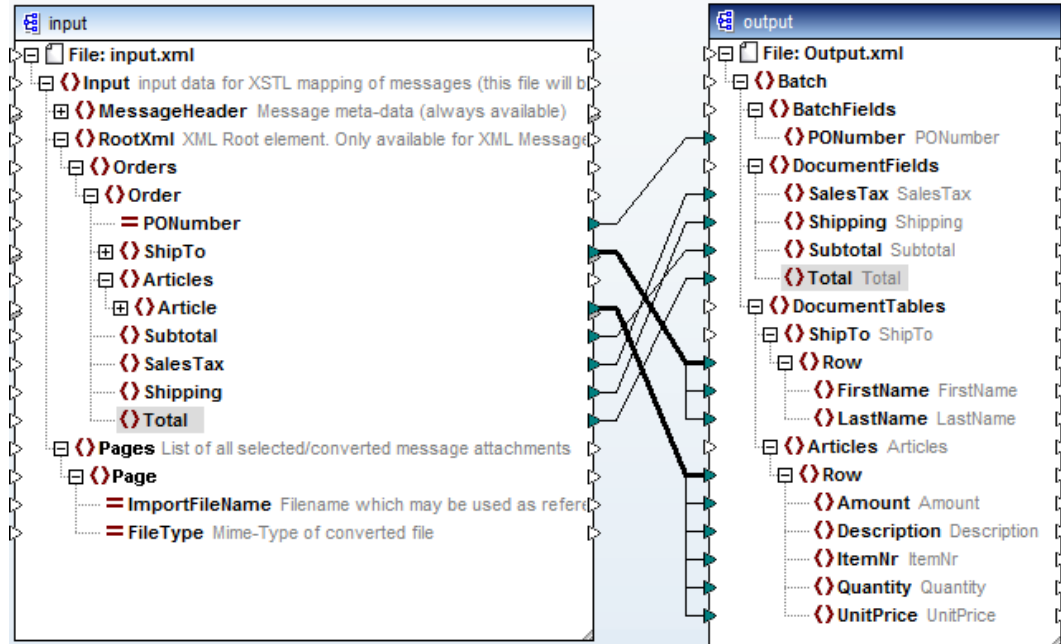 input
File: input.xml
Input input data for XSTL mapping of messages (this file will b
MessageHeader Message meta-data (always available)
RootXml XML Root element. Only available for XML Message
Orders
Order
PONumber
ShipTo
Articles
Article
Subtotal
SalesTax
Shipping
Total
Pages List of all selected/converted message attachments
Page
ImportFileName Filename which may be used as refere
FileType Mime-Type of converted file
output
File: Output.xml
Batch
BatchFields
PONumber PONumber
DocumentFields
SalesTax SalesTax
Shipping Shipping
Subtotal Subtotal
Total Total
DocumentTables
ShipTo ShipTo
Row
FirstName FirstName
LastName LastName
Articles Articles
Row
Amount Amount
Description Description
ItemNr ItemNr
Quantity Quantity
UnitPrice UnitPrice